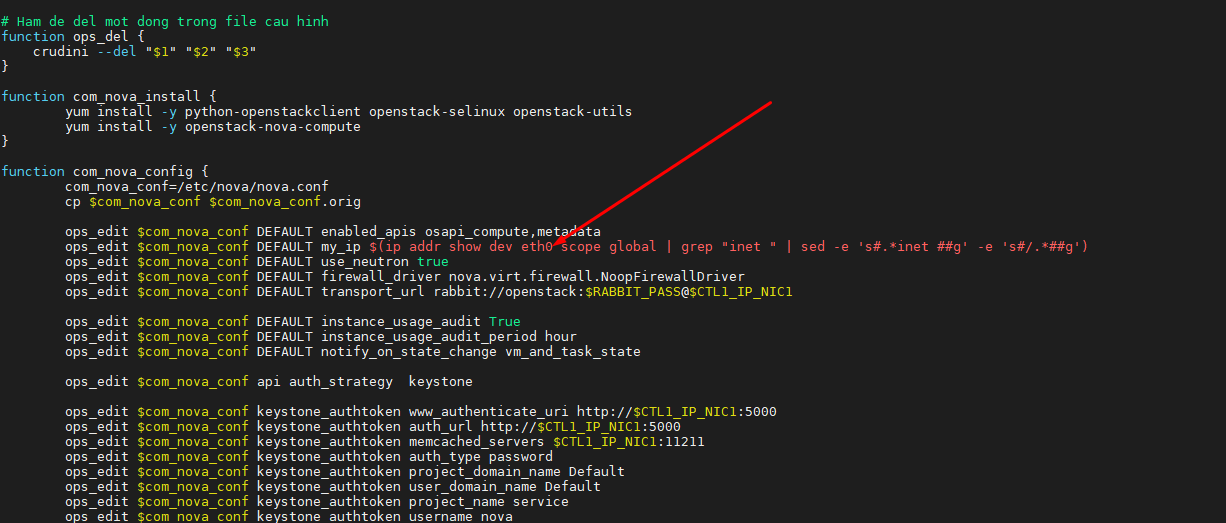 # Ham de del mot dong trong file cau hinh
function ops_del {
    crudini --del "$1" "$2" "$3"
}
function com_nova_install {
        yum install -y python-openstackclient openstack-selinux openstack-utils
        yum install -y openstack-nova-compute
}
function com_nova_config {
        com_nova_conf=/etc/nova/nova.conf
        cp $com_nova_conf $com_nova_conf.orig
        ops_edit $com_nova_conf DEFAULT enabled_apis osapi_compute,metadata
        ops_edit $com_nova_conf DEFAULT my_ip $(ip addr show dev eth0 scope global | grep "inet " | sed -e 's#.*inet ##g' -e 's#/.*##g')
        ops_edit $com_nova_conf DEFAULT use_neutron true
        ops_edit $com_nova_conf DEFAULT firewall_driver nova.virt.firewall.NoopFirewallDriver
        ops_edit $com_nova_conf DEFAULT transport_url rabbit://openstack:$RABBIT_PASS@$CTL1_IP_NIC1
        ops_edit $com_nova_conf DEFAULT instance_usage_audit True
        ops_edit $com_nova_conf DEFAULT instance_usage_audit_period hour
        ops_edit $com_nova_conf DEFAULT notify_on_state_change vm_and_task_state
        ops_edit $com_nova_conf api auth_strategy  keystone
        ops_edit $com_nova_conf keystone_authtoken www_authenticate_uri http://$CTL1_IP_NIC1:5000
        ops_edit $com_nova_conf keystone_authtoken auth_url http://$CTL1_IP_NIC1:5000
        ops_edit $com_nova_conf keystone_authtoken memcached_servers $CTL1_IP_NIC1:11211
        ops_edit $com_nova_conf keystone_authtoken auth_type password
        ops_edit $com_nova_conf keystone_authtoken project_domain_name Default
        ops_edit $com_nova_conf keystone_authtoken user_domain_name Default
        ops_edit $com_nova_conf keystone_authtoken project_name service
        ops_edit $com_nova_conf keystone_authtoken username nova